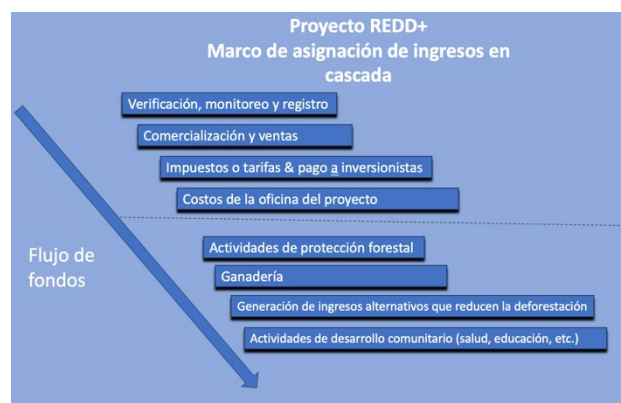 Proyecto REDD+
Marco de asignación de ingresos en
cascada
Verificación, monitoreo y registro
Comercialización y ventas
Impuestos o tarifas & pago a inversionistas
Costos de la oficina del proyecto
Flujo de
fondos
Actividades de protección forestal
Ganadería
Generación de ingresos alternativos que reducen la deforestación
Actividades de desarrollo comunitario (salud, educación, etc.)